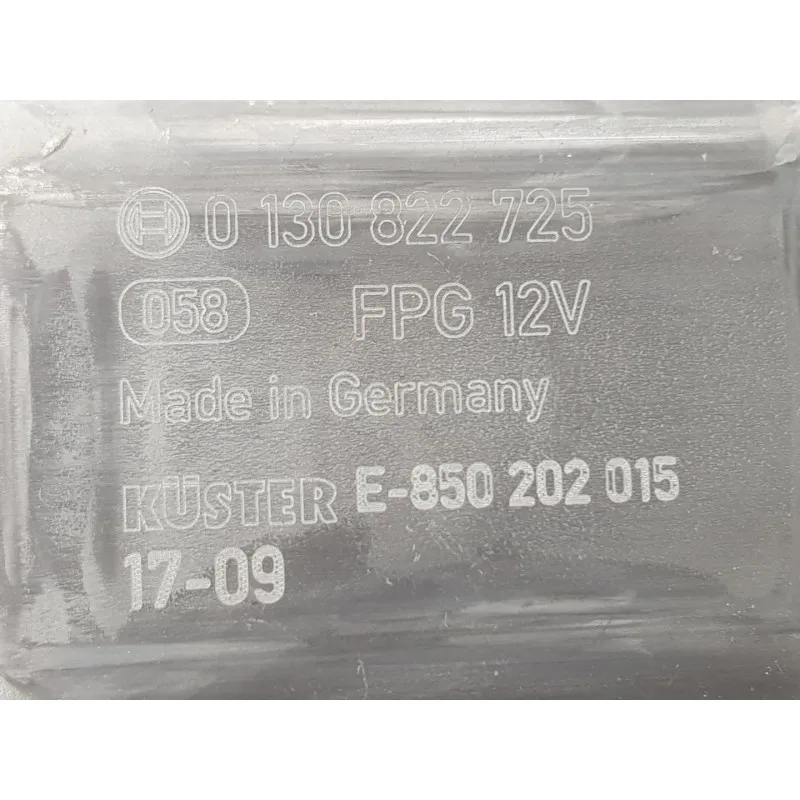 0 130 822 725
058 FPG 12V
Made in Germany
KÜSTER E-850 202 015
17-09